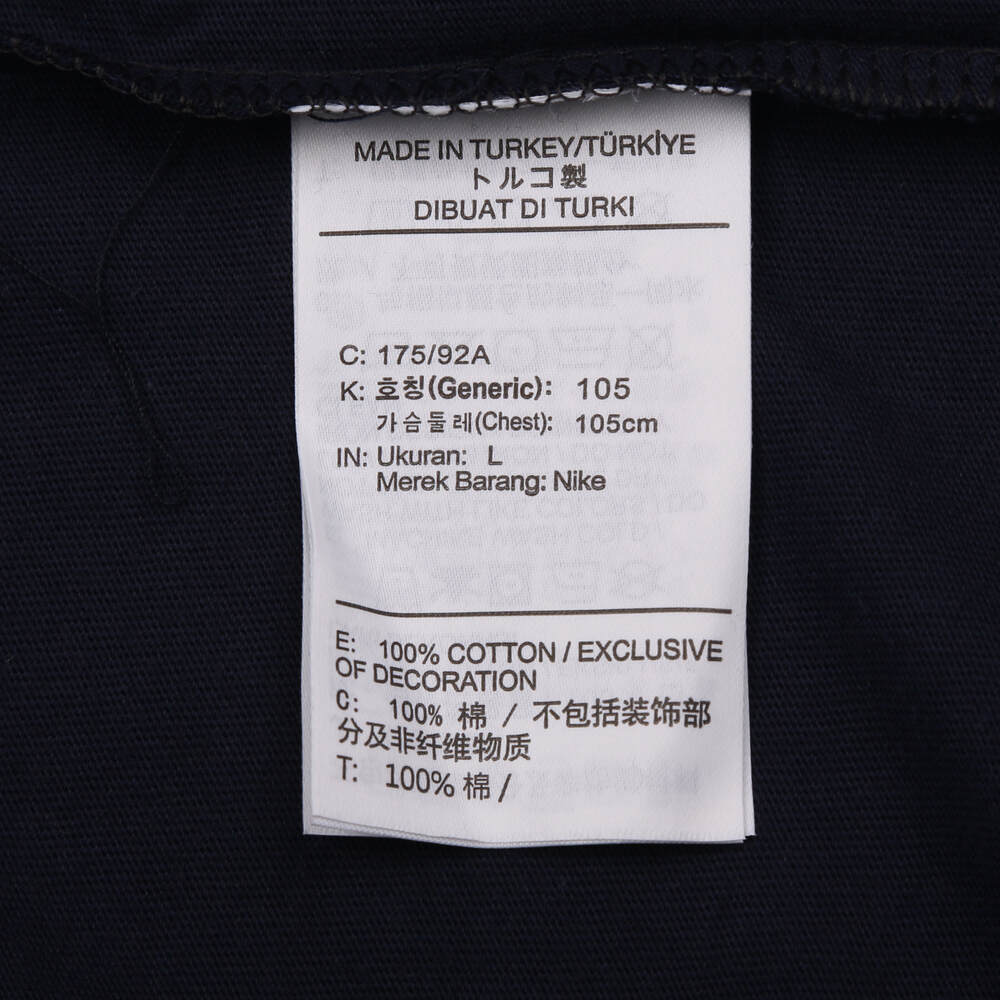 MADE IN TURKEY/TÜRKİYE
トルコ製
DIBUAT DI TURKI
C: 175/92A
K: 호칭(Generic): 105
가슴둘레(Chest): 105cm
IN: Ukuran: L
Merek Barang: Nike
E: 100% COTTON / EXCLUSIVE
OF DECORATION
C: 100% 棉 / 不包括装饰部
分及非纤维物质
T: 100% 棉 /